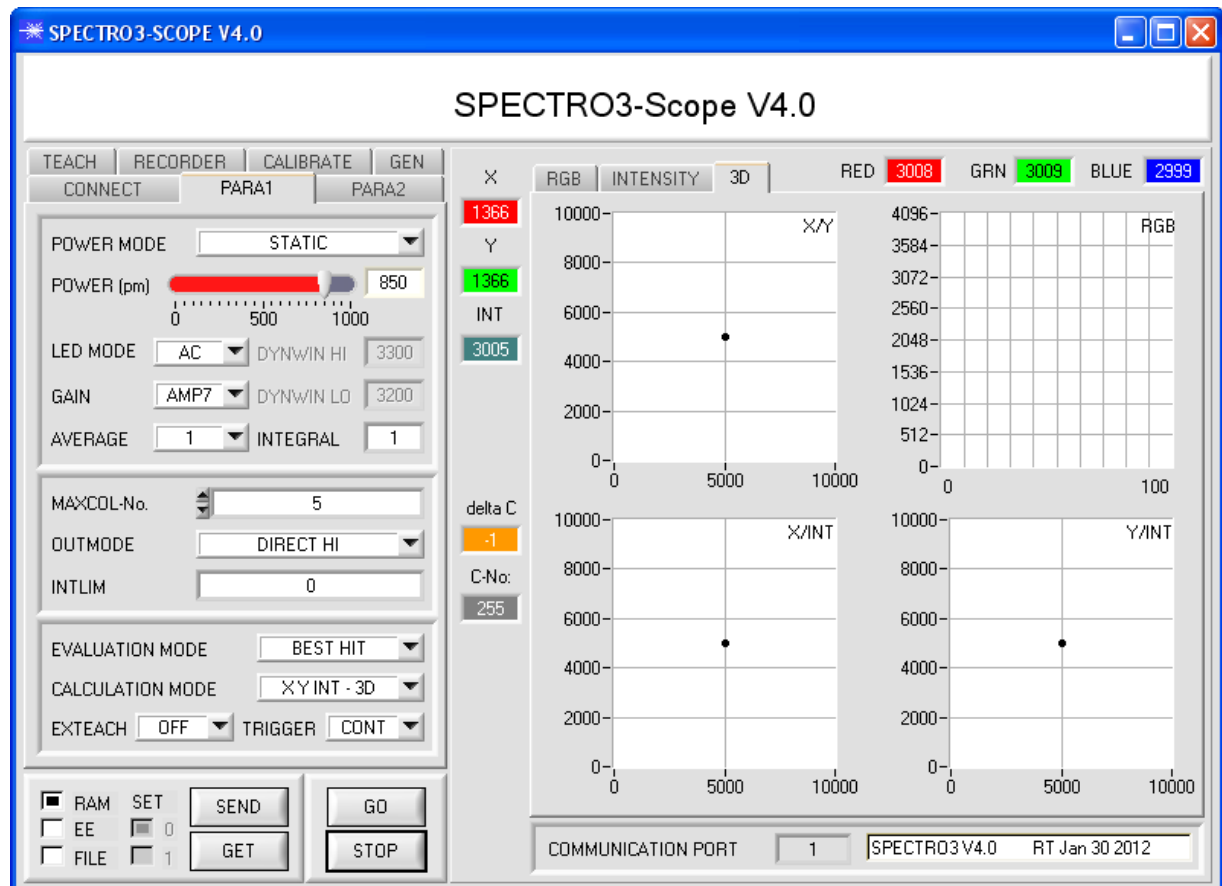 SPECTRO3-SCOPE V4.0
SPECTRO3-Scope V4.0
TEACH RECORDER CALIBRATE GEN
CONNECT PARA1 PARA2
POWER MODE STATIC
POWER (pm) 850
0 500 1000
LED MODE AC DYNWIN HI 3300
GAIN AMP7 DYNWIN LO 3200
AVERAGE 1 INTEGRAL 1
MAXCOL-No. 5
OUTMODE DIRECT HI
INTLIM 0
EVALUATION MODE BEST HIT
CALCULATION MODE X Y INT - 3D
EXTEACH OFF TRIGGER CONT
RAM SET SEND GO
EE 0
FILE 1 GET STOP
X
1366
Y
1366
INT
3005
delta C
-1
C-No:
255
RGB INTENSITY 3D RED 3008 GRN 3009 BLUE 2999
X/Y
10000
8000
6000
4000
2000
0
0 5000 10000
RGB
4096
3584
3072
2560
2048
1536
1024
512
0
0 100
X/INT
10000
8000
6000
4000
2000
0
0 5000 10000
Y/INT
10000
8000
6000
4000
2000
0
0 5000 10000
COMMUNICATION PORT 1 SPECTRO3 V4.0 RT Jan 30 2012